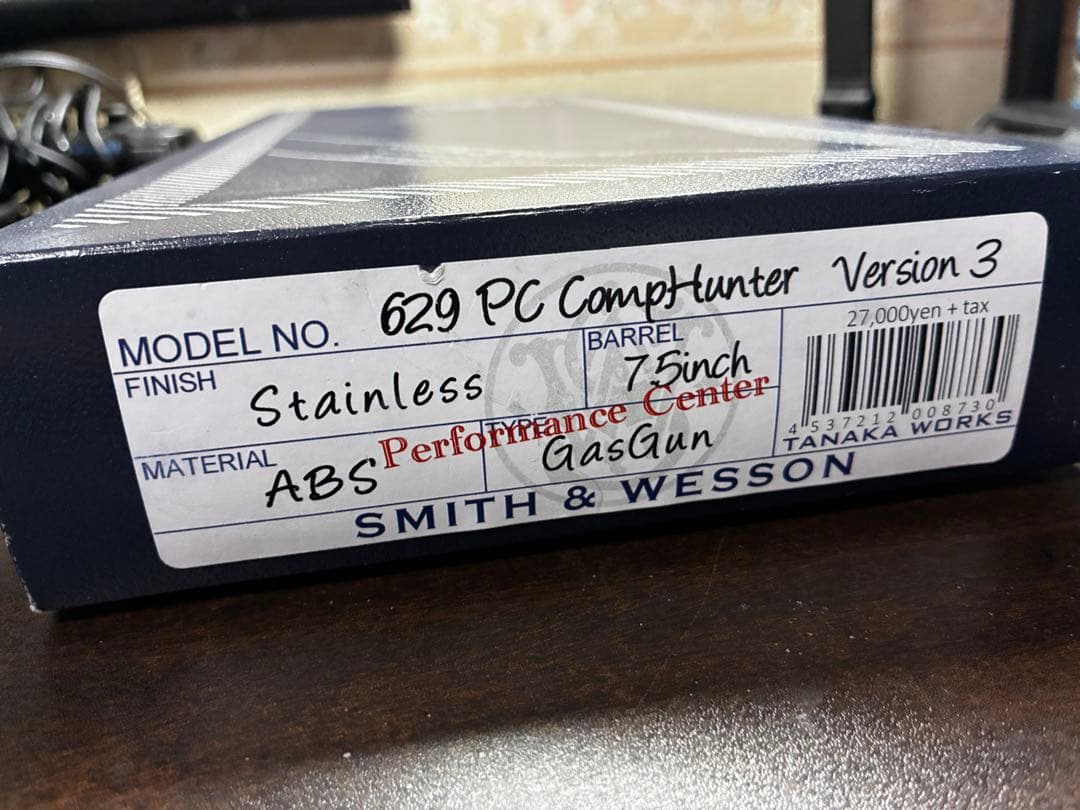 MODEL NO. 629 PC CompHunter Version 3
FINISH Stainless
BARREL 7.5inch
27,000yen + tax
4 537212 008730
TANAKA WORKS
MATERIAL ABS
TYPE GasGun
Performance Center
SMITH & WESSON